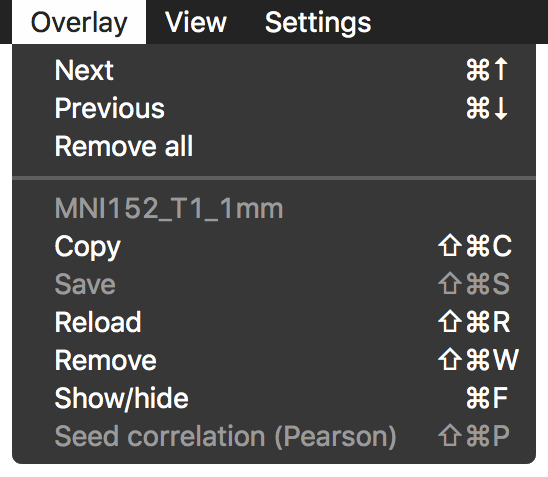 Overlay View Settings
Next ⌘↑
Previous ⌘↓
Remove all
MNI152_T1_1mm
Copy ⇧⌘C
Save ⇧⌘S
Reload ⇧⌘R
Remove ⇧⌘W
Show/hide ⌘F
Seed correlation (Pearson) ⇧⌘P